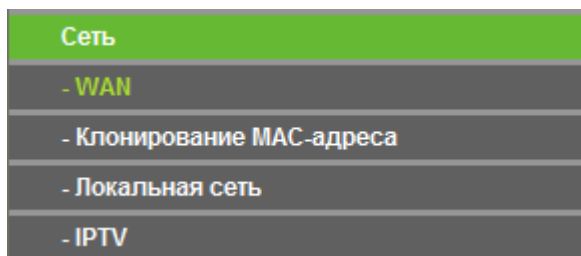 Сеть
- WAN
- Клонирование MAC-адреса
- Локальная сеть
- IPTV